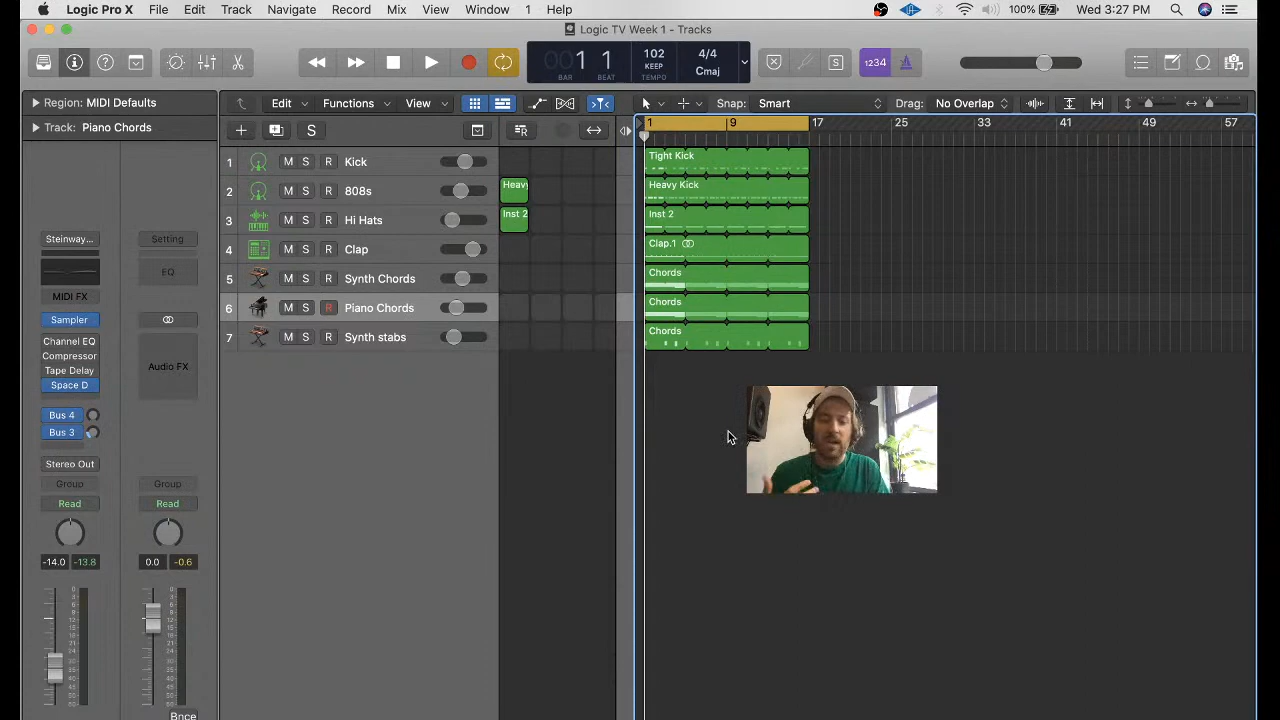 Logic Pro X File Edit Track Navigate Record Mix View Window 1 Help 100% Wed 3:27 PM
Logic TV Week 1 - Tracks
001 1 102 4/4
KEEP Cmaj
BAR BEAT TEMPO
1234
Region: MIDI Defaults
Edit Functions View Snap: Smart Drag: No Overlap
Track: Piano Chords
S
R
1 9 17 25 33 41 49 57
1 M S R Kick Tight Kick
2 M S R 808s Heavy Heavy Kick
3 M S R Hi Hats Inst 2 Inst 2
4 M S R Clap Clap.1
5 M S R Synth Chords Chords
6 M S R Piano Chords Chords
7 M S R Synth stabs Chords
Steinway... Setting
EQ
MIDI FX
Sampler
Channel EQ
Compressor
Tape Delay
Space D
Audio FX
Bus 4
Bus 3
Stereo Out
Group Group
Read Read
-14.0 -13.8 0.0 -0.6
Bnce